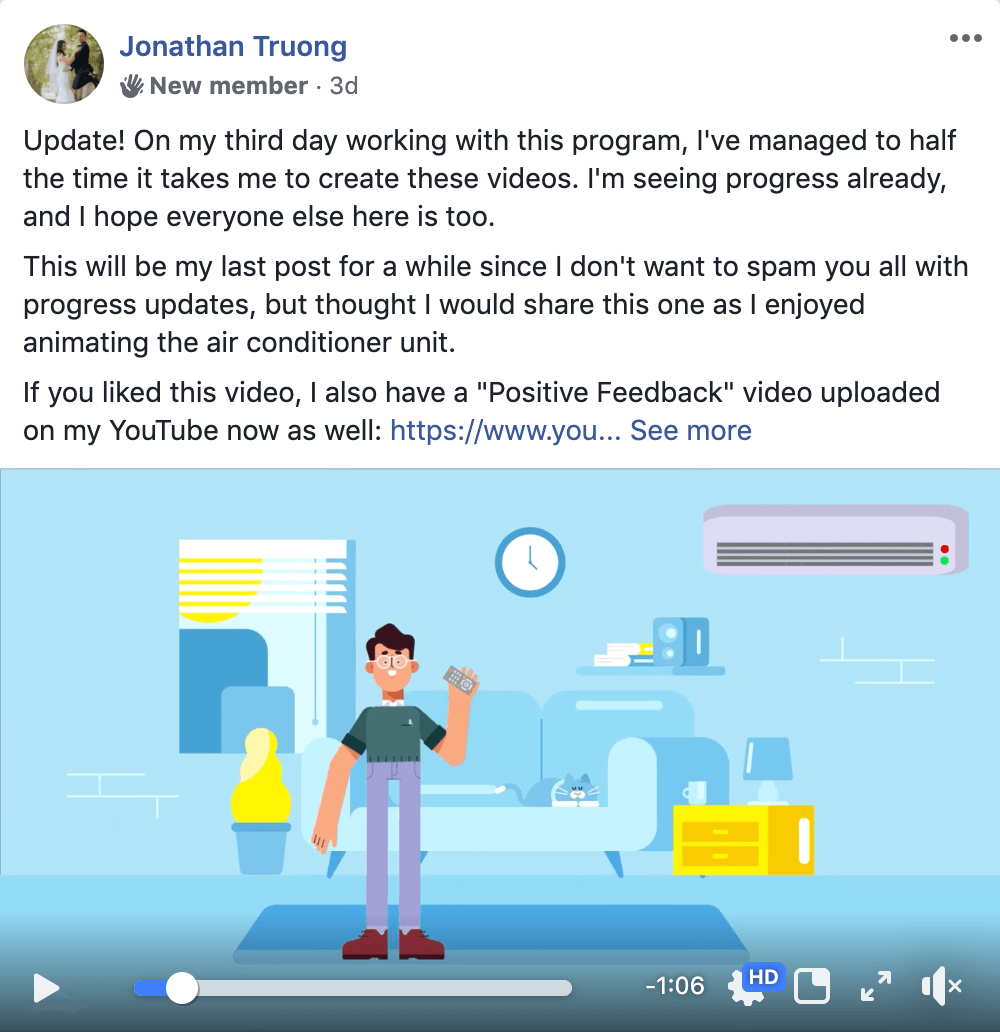 Jonathan Truong
New member · 3d
Update! On my third day working with this program, I've managed to half
the time it takes me to create these videos. I'm seeing progress already,
and I hope everyone else here is too.
This will be my last post for a while since I don't want to spam you all with
progress updates, but thought I would share this one as I enjoyed
animating the air conditioner unit.
If you liked this video, I also have a "Positive Feedback" video uploaded
on my YouTube now as well: https://www.you... See more
-1:06 HD